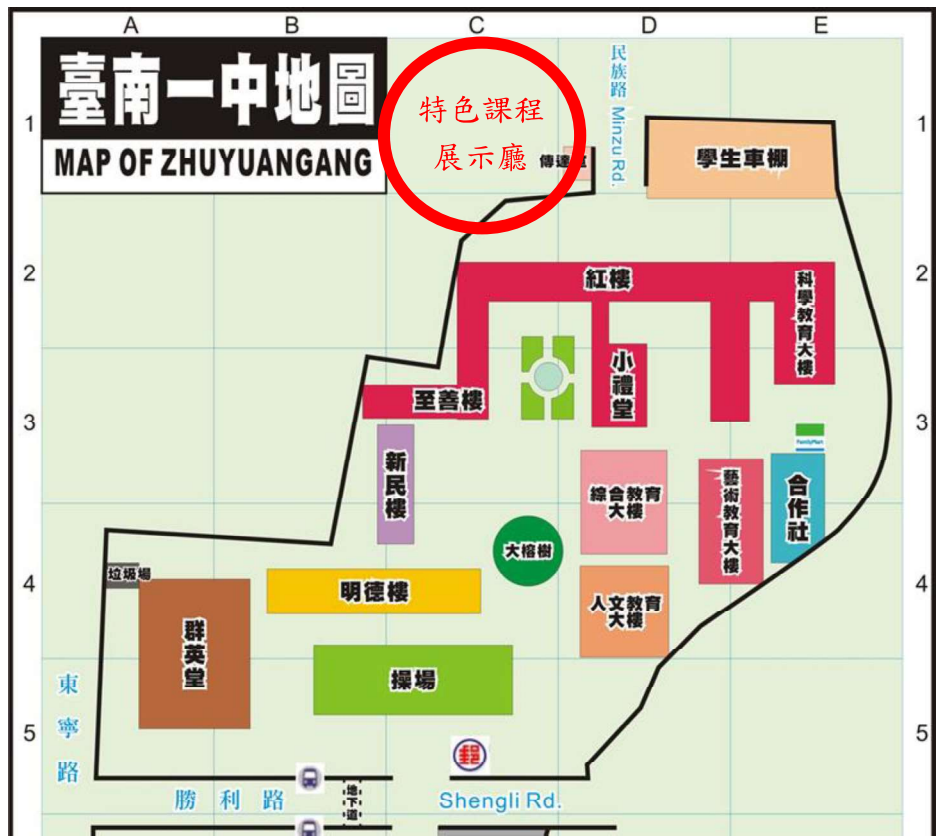 A B C D E
臺南一中地圖
MAP OF ZHUYUANGANG
特色課程
展示廳
傳達室
民族路 Minzu Rd.
學生車棚
1 1
2 2
紅樓
科學教育大樓
小禮堂
至善樓
3 3
FamilyMart
新民樓
綜合教育
大樓
藝術教育大樓
合作社
大榕樹
垃圾場
4 4
明德樓
人文教育
大樓
群英堂
操場
東寧路
5 5
郵
地下道
勝利路
Shengli Rd.